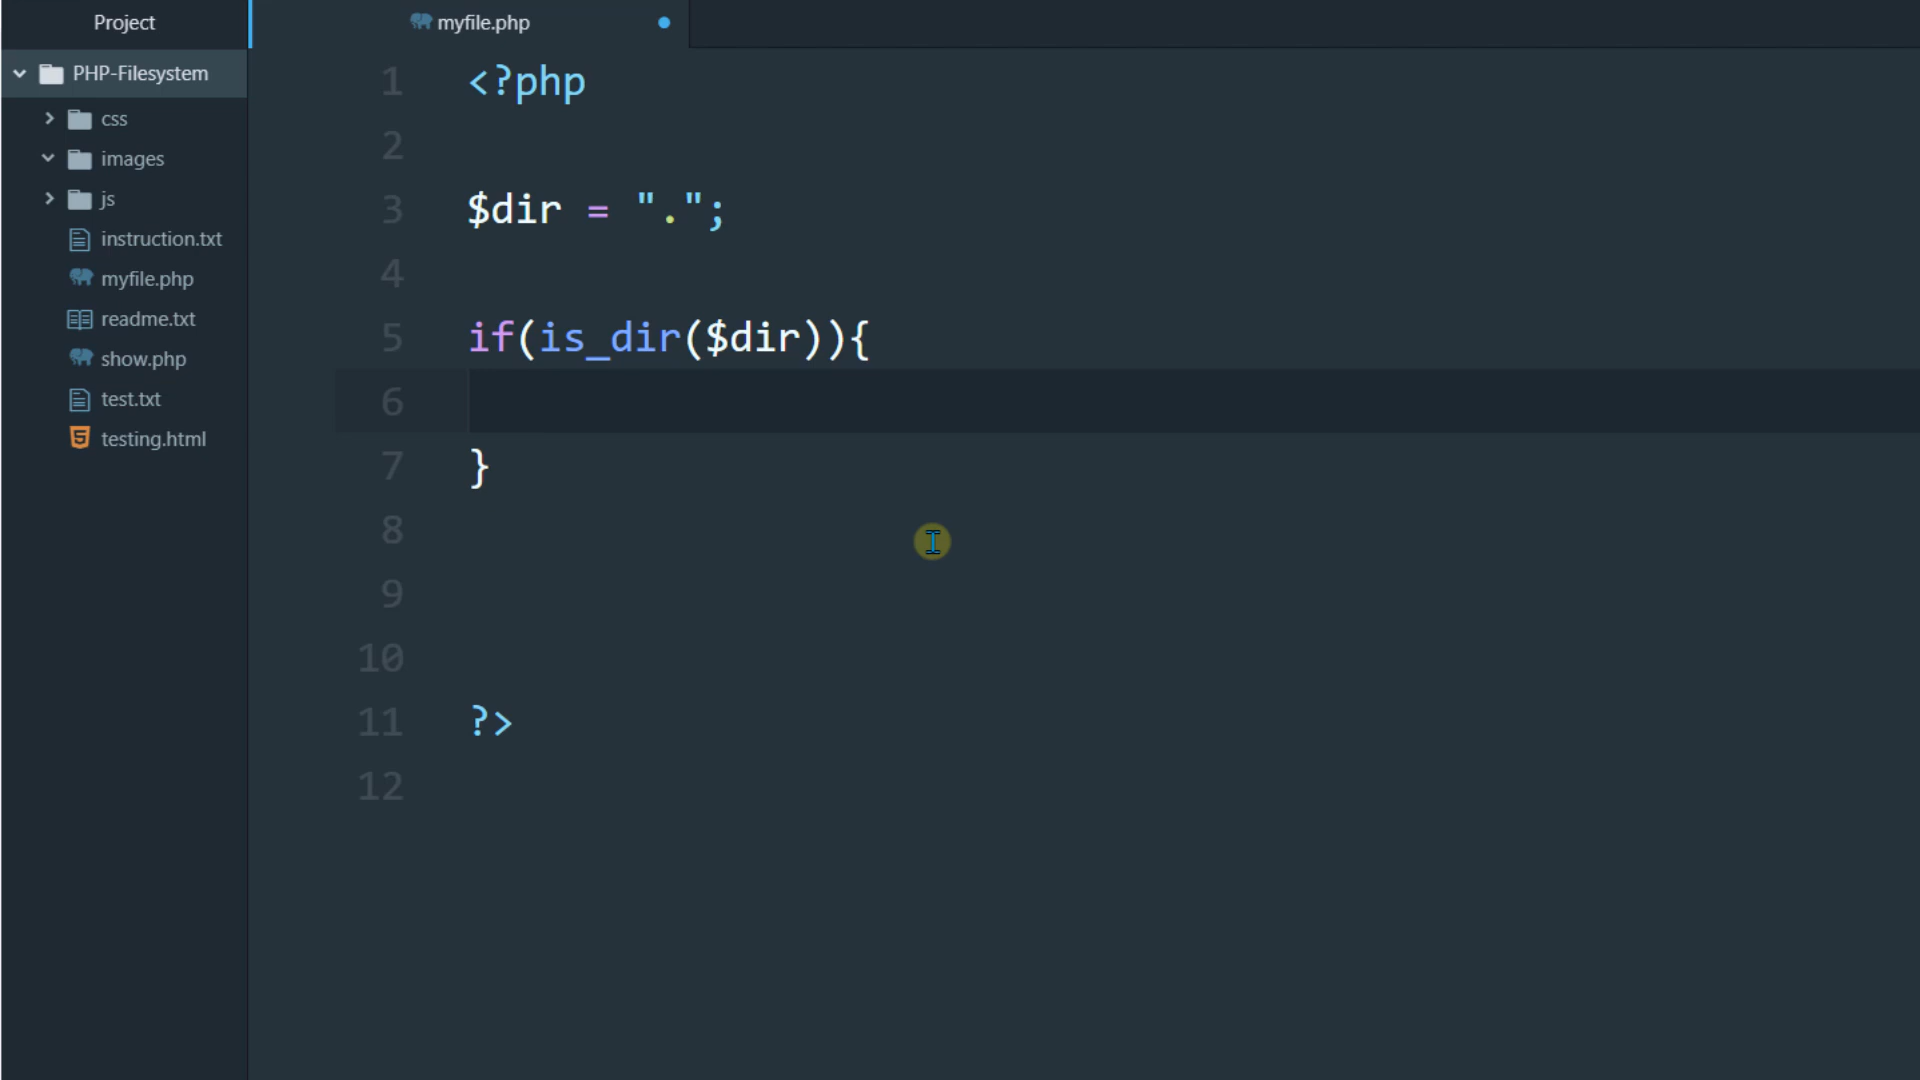 Project
PHP-Filesystem
css
images
js
instruction.txt
myfile.php
readme.txt
show.php
test.txt
testing.html
myfile.php
1 <?php
2
3 $dir = ".";
4
5 if(is_dir($dir)){
6
7 }
8
9
10
11 ?>
12